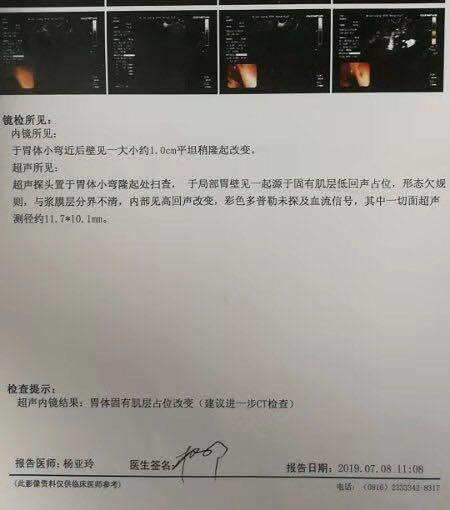 镜检所见：
内镜所见：
于胃体小弯近后壁见一大小约1.0cm平坦稍隆起改变。
超声所见：
超声探头置于胃体小弯隆起处扫查， 于局部胃壁见一起源于固有肌层低回声占位，形态欠规
则，与浆膜层分界不清，内部见高回声改变，彩色多普勒未探及血流信号，其中一切面超声
测径约11.7*10.1mm。
检查提示：
超声内镜结果：胃体固有肌层占位改变（建议进一步CT检查）
报告医师：杨亚玲 医生签名： 报告日期：2019.07.08 11:08
（此影像资料仅供临床医师参考） 电话：（0816）2333342-8317